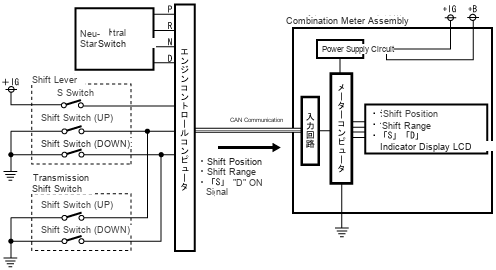 P
R
N
D
Neu- ntral
StarSwitch
+IG
Shift Lever
S Switch
Shift Switch (UP)
Shift Switch (DOWN)
Transmission
Shift Switch
Shift Switch (UP)
Shift Switch (DOWN)
エンジンコントロールコンピュータ
CAN Communication
・Shift Position
・Shift Range
・「S」 "D" ON
Signal
Combination Meter Assembly
+IG
+B
Power Supply Circuit
入力回路
メーターコンピュータ
・Shift Position
・Shift Range
・「S」「D」
Indicator Display LCD